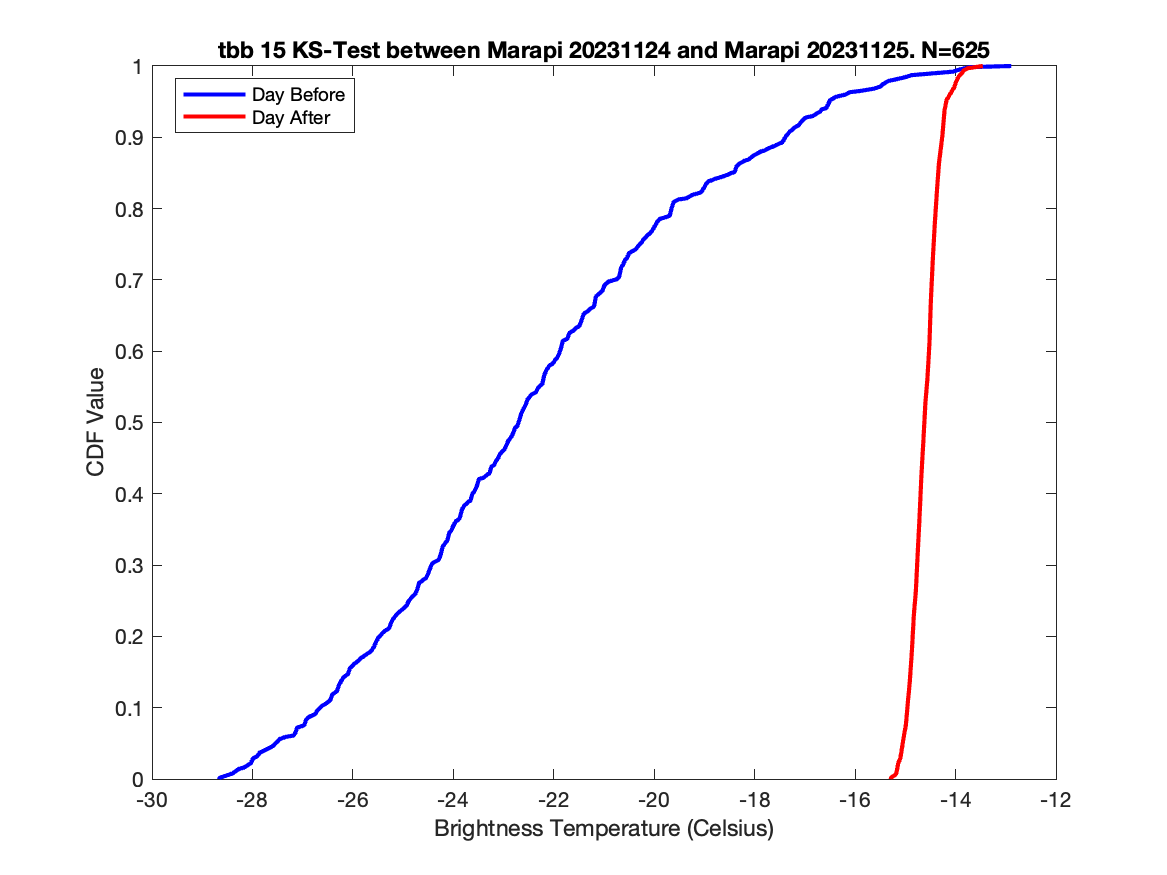 tbb 15 KS-Test between Marapi 20231124 and Marapi 20231125. N=625
Day Before
Day After
1
0.9
0.8
0.7
0.6
0.5
0.4
0.3
0.2
0.1
0
CDF Value
-30 -28 -26 -24 -22 -20 -18 -16 -14 -12
Brightness Temperature (Celsius)